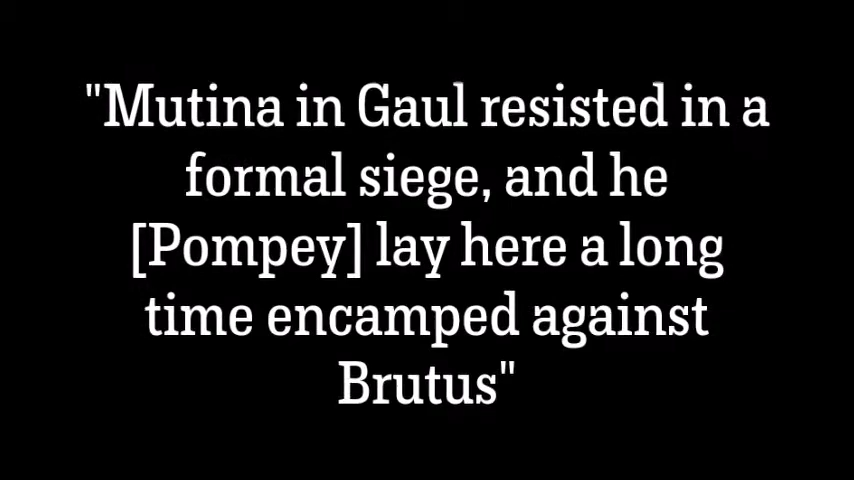 "Mutina in Gaul resisted in a
formal siege, and he
[Pompey] lay here a long
time encamped against
Brutus"